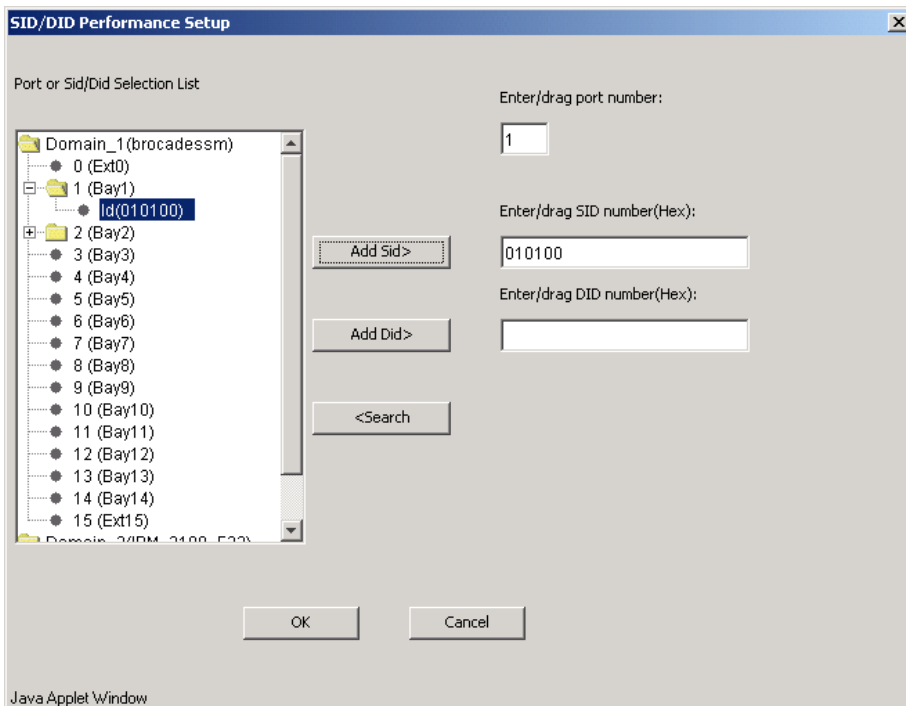 SID/DID Performance Setup
Port or Sid/Did Selection List
Domain_1(brocadessm)
0 (Ext0)
1 (Bay1)
Id(010100)
2 (Bay2)
3 (Bay3)
4 (Bay4)
5 (Bay5)
6 (Bay6)
7 (Bay7)
8 (Bay8)
9 (Bay9)
10 (Bay10)
11 (Bay11)
12 (Bay12)
13 (Bay13)
14 (Bay14)
15 (Ext15)
Add Sid>
Add Did>
<Search
Enter/drag port number:
1
Enter/drag SID number(Hex):
010100
Enter/drag DID number(Hex):
OK
Cancel
Java Applet Window